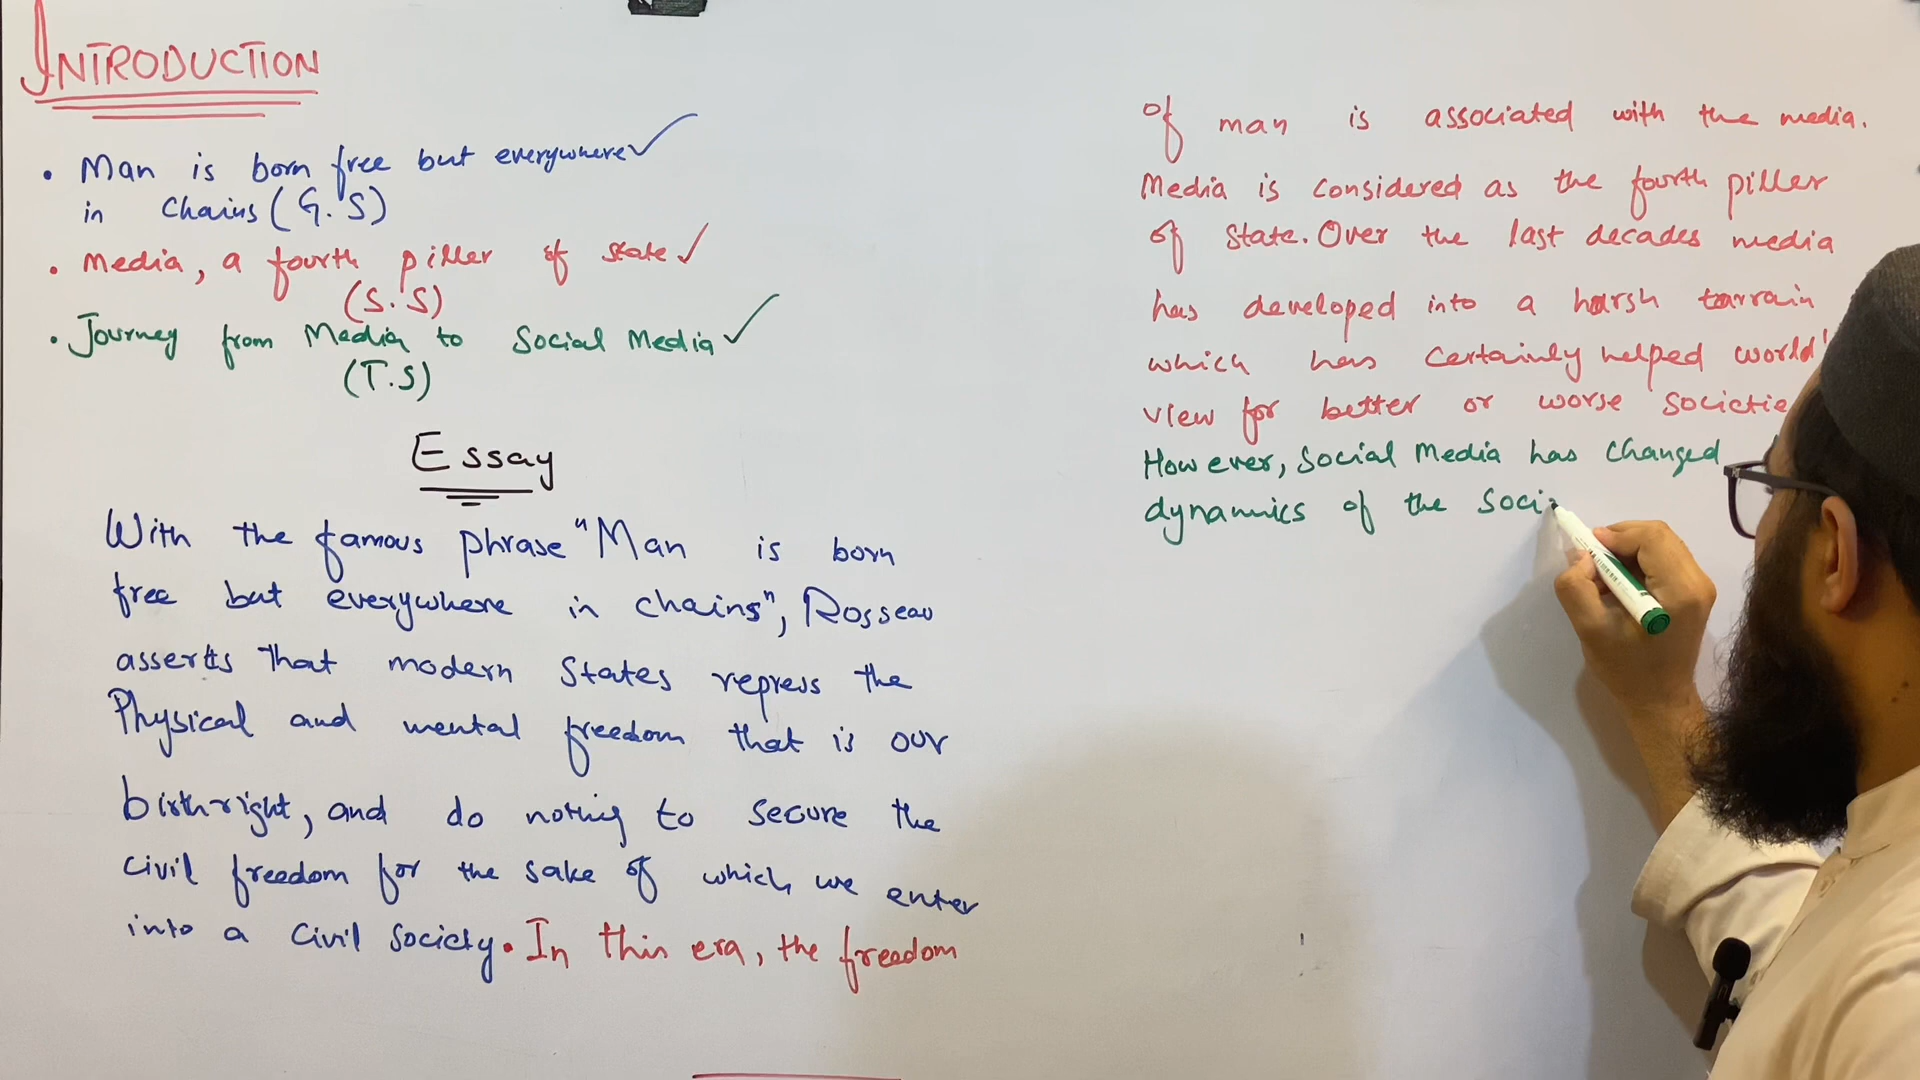 INTRODUCTION
• Man is born free but everywhere
in chains (G.S)
• Media, a fourth piller of state
(S.S)
• Journey from Media to Social Media
(T.S)
Essay
With the famous phrase "Man is born
free but everywhere in chains", Rosseau
asserts that modern States repress the
Physical and mental freedom that is our
birthright, and do nothing to secure the
civil freedom for the sake of which we enter
into a civil society. In this era, the freedom
of man is associated with the media.
Media is considered as the fourth piller
of state. Over the last decades media
has developed into a harsh tarrain
which has certainly helped world'
view for better or worse societie
However, Social Media has changed
dynamics of the Soci